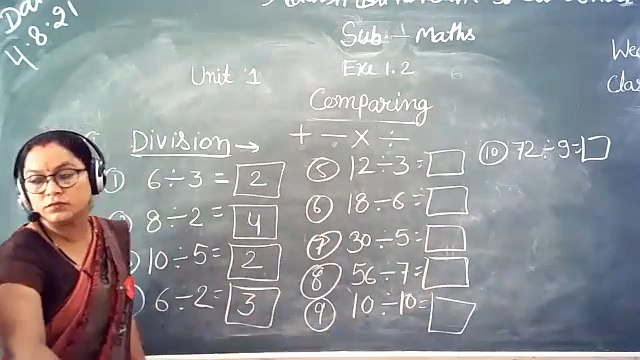 4.8.21
Sub - Maths
Unit : 1
Exe 1.2
Comparing
+ - × ÷
Division →
① 6÷3 = 2
8÷2 = 4
10÷5 = 2
6÷2 = 3
⑤ 12÷3 =
⑥ 18÷6 =
⑦ 30÷5 =
⑧ 56÷7 =
⑨ 10÷10 =
⑩ 72÷9 =